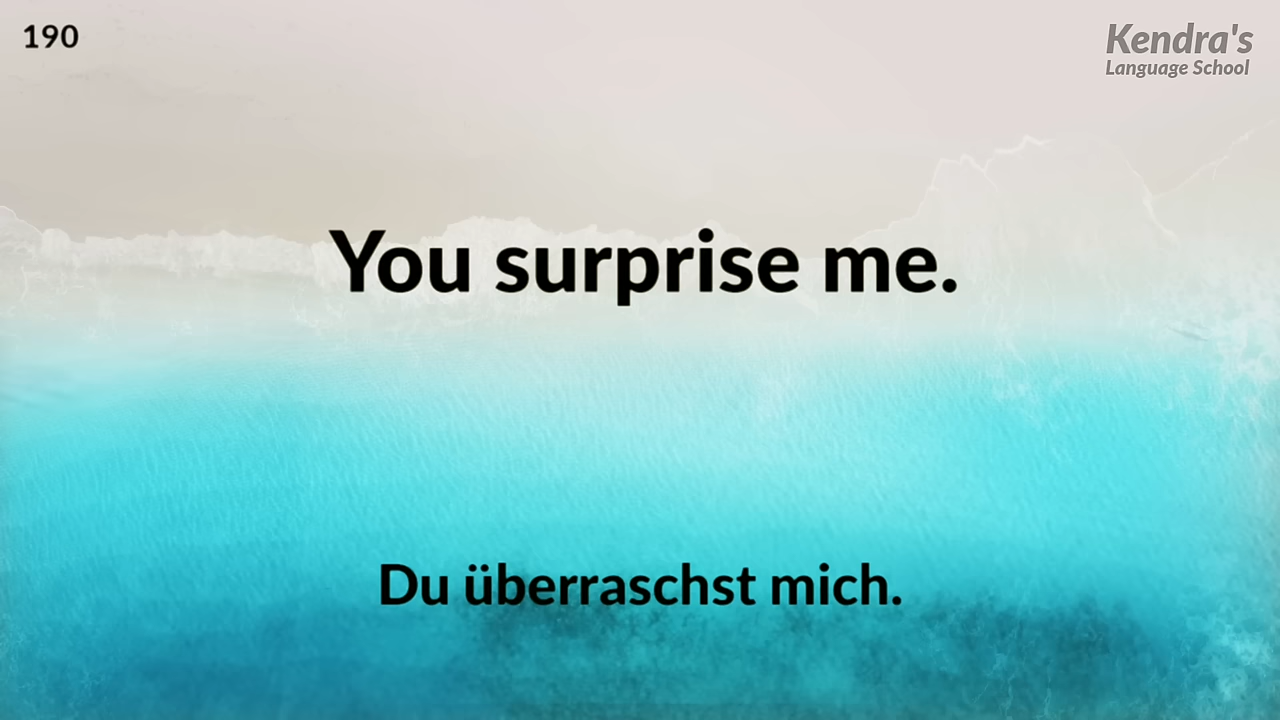 190
Kendra's
Language School
You surprise me.
Du überraschst mich.